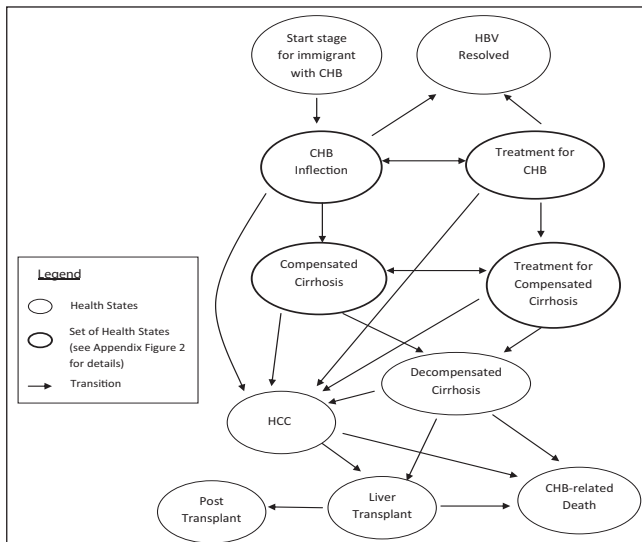 Start stage
for immigrant
with CHB
HBV
Resolved
CHB
Inflection
Treatment for
CHB
Compensated
Cirrhosis
Treatment for
Compensated
Cirrhosis
Legend
Health States
Set of Health States
(see Appendix Figure 2
for details)
Transition
Decompensated
Cirrhosis
HCC
Post
Transplant
Liver
Transplant
CHB-related
Death